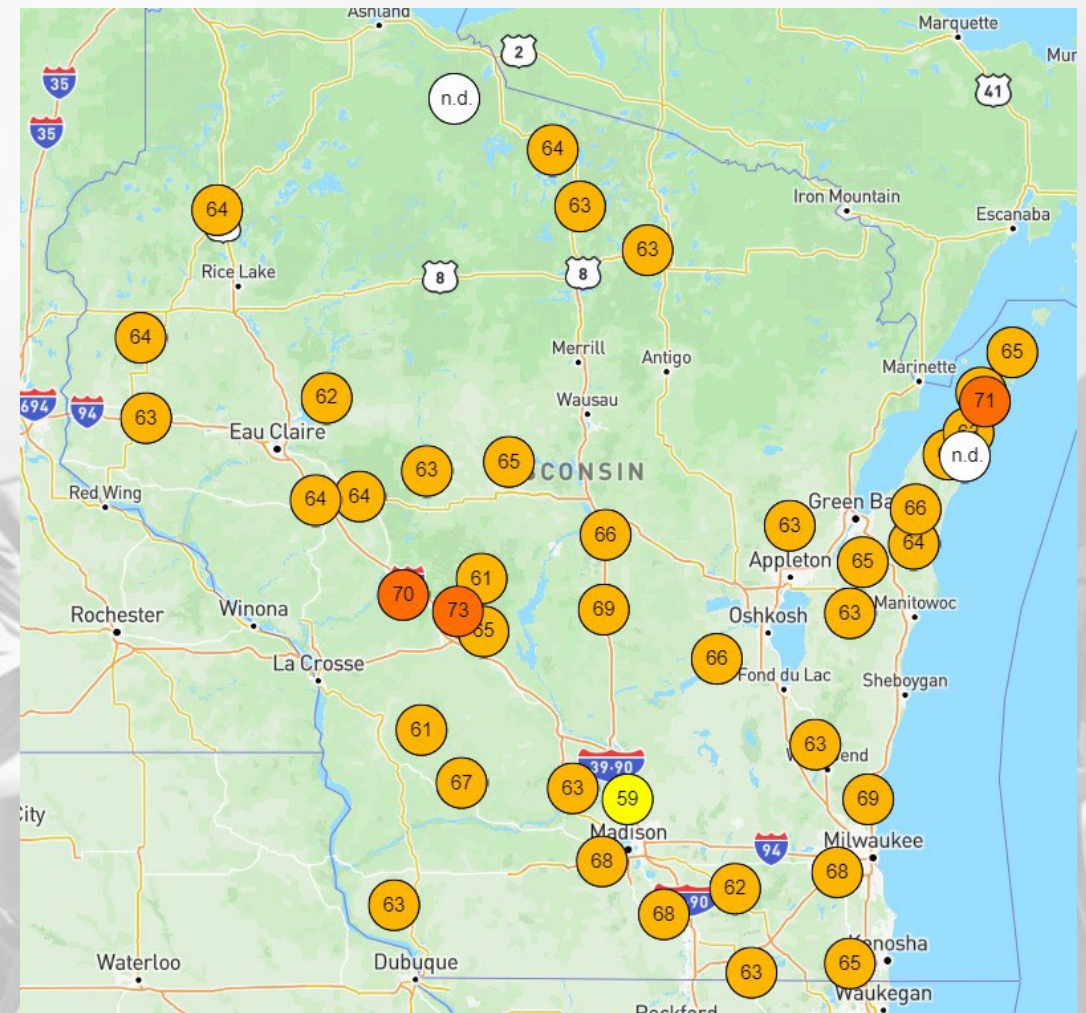 Ashland
Marquette
2
Mun
35
41
n.d.
35
64
Iron Mountain
64
63
Escanaba
63
Rice Lake
8
8
64
Merrill
Antigo
65
Marinette
62
Wausau
71
694
94
63
Eau Claire
65
CONSIN
n.d.
63
Red Wing
64
64
Green Ba
66
63
66
64
Appleton
65
61
70
73
69
Manitowoc
63
Rochester
Winona
Oshkosh
65
La Crosse
66
Fond du Lac
Sheboygan
61
63
end
39-90
67
63
59
69
City
Madison
Milwaukee
94
68
68
62
63
90
68
Kenosha
Waterloo
Dubuque
63
65
Waukegan